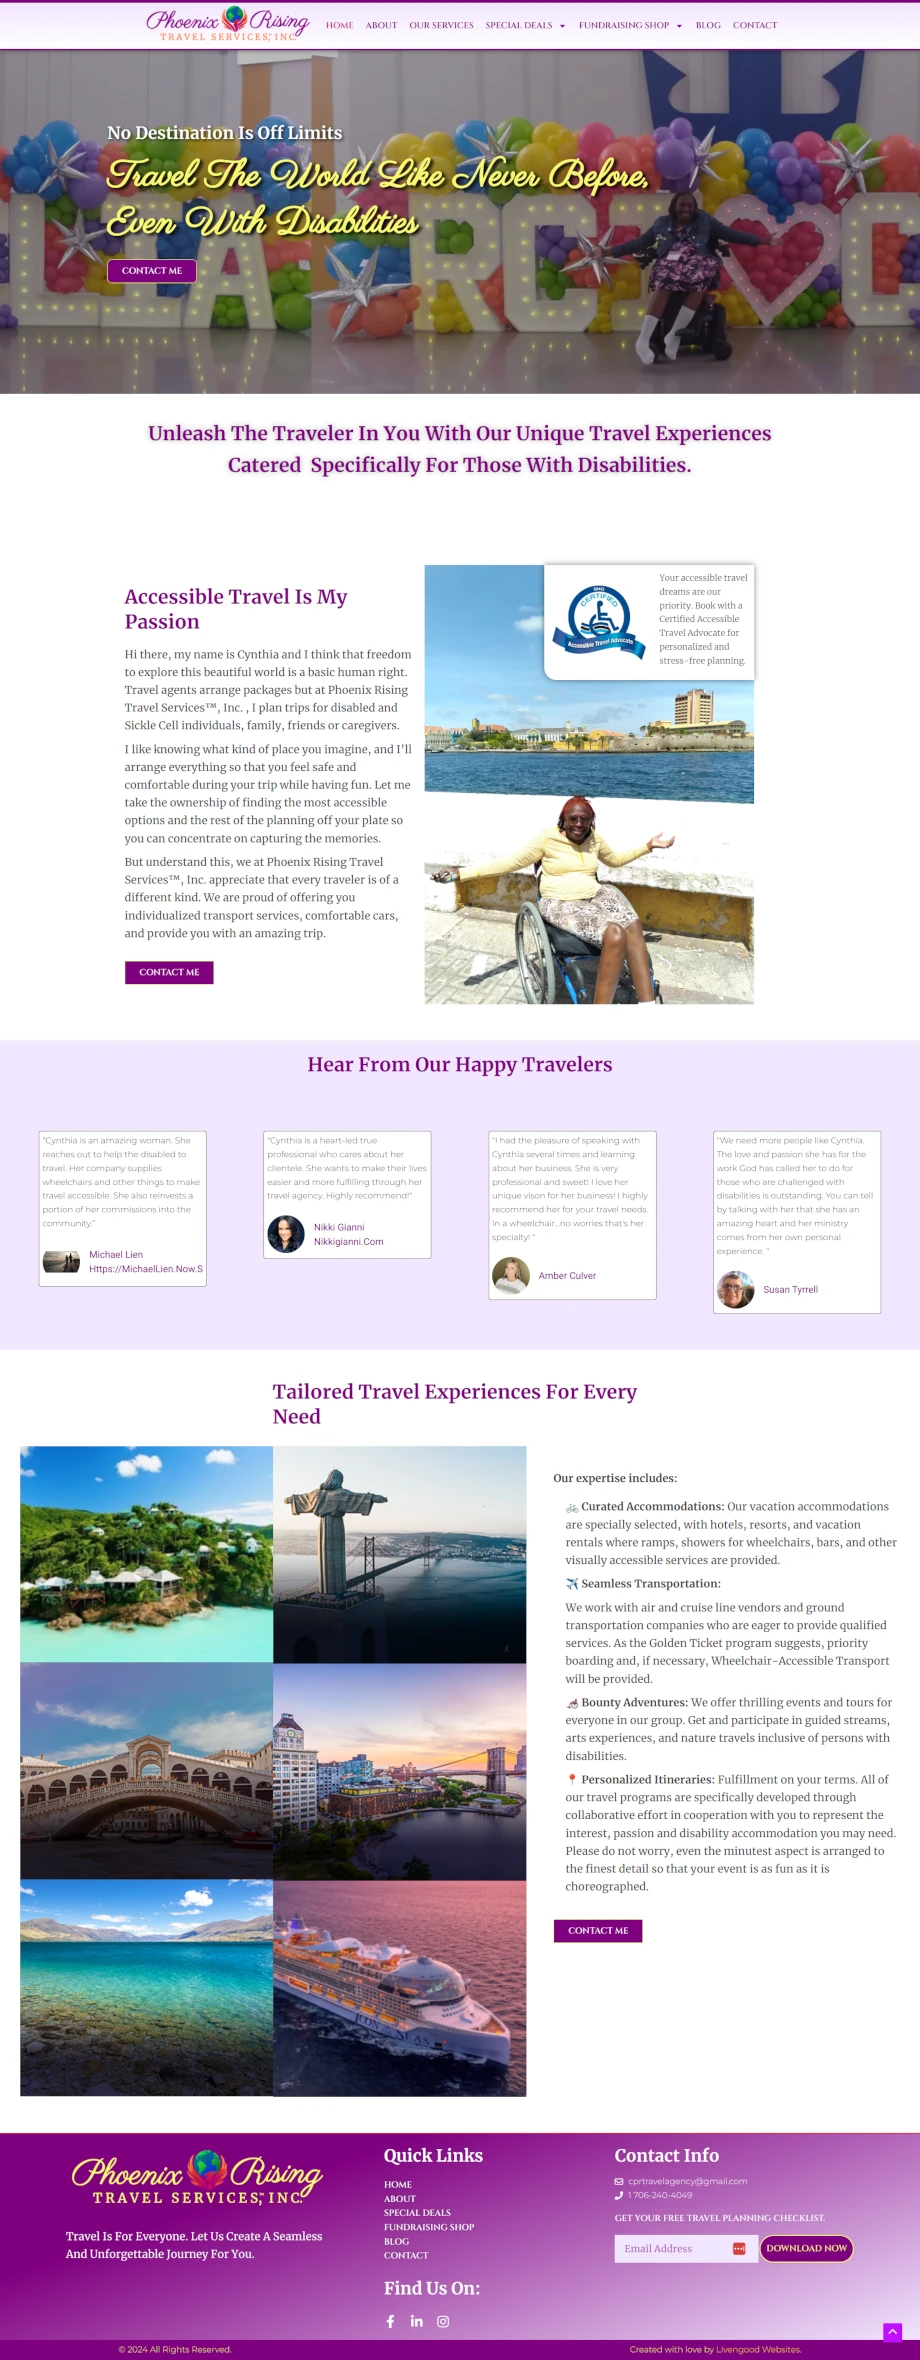 Phoenix Rising
TRAVEL SERVICES,™ INC.
HOME ABOUT OUR SERVICES SPECIAL DEALS FUNDRAISING SHOP BLOG CONTACT
No Destination Is Off Limits
Travel The World Like Never Before,
Even With Disabilities
CONTACT ME
Unleash The Traveler In You With Our Unique Travel Experiences
Catered Specifically For Those With Disabilities.
Accessible Travel Is My
Passion
Hi there, my name is Cynthia and I think that freedom
to explore this beautiful world is a basic human right.
Travel agents arrange packages but at Phoenix Rising
Travel Services™, Inc. , I plan trips for disabled and
Sickle Cell individuals, family, friends or caregivers.
I like knowing what kind of place you imagine, and I'll
arrange everything so that you feel safe and
comfortable during your trip while having fun. Let me
take the ownership of finding the most accessible
options and the rest of the planning off your plate so
you can concentrate on capturing the memories.
But understand this, we at Phoenix Rising Travel
Services™, Inc. appreciate that every traveler is of a
different kind. We are proud of offering you
individualized transport services, comfortable cars,
and provide you with an amazing trip.
CONTACT ME
CERTIFIED
Accessible Travel Advocate
Your accessible travel
dreams are our
priority. Book with a
Certified Accessible
Travel Advocate for
personalized and
stress-free planning.
Hear From Our Happy Travelers
"Cynthia is an amazing woman. She
reaches out to help the disabled to
travel. Her company supplies
wheelchairs and other things to make
travel accessible. She also reinvests a
portion of her commissions into the
community."
Michael Lien
Https://MichaelLien.Now.S
"Cynthia is a heart-led true
professional who cares about her
clientele. She wants to make their lives
easier and more fulfilling through her
travel agency. Highly recommend!"
Nikki Gianni
Nikkigianni.Com
"I had the pleasure of speaking with
Cynthia several times and learning
about her business. She is very
professional and sweet! I love her
unique vison for her business! I highly
recommend her for your travel needs.
In a wheelchair...no worries that's her
specialty! "
Amber Culver
"We need more people like Cynthia.
The love and passion she has for the
work God has called her to do for
those who are challenged with
disabilities is outstanding. You can tell
by talking with her that she has an
amazing heart and her ministry
comes from her own personal
experience. "
Susan Tyrrell
Tailored Travel Experiences For Every
Need
ICON OF THE SEAS
Our expertise includes:
🚲 Curated Accommodations: Our vacation accommodations
are specially selected, with hotels, resorts, and vacation
rentals where ramps, showers for wheelchairs, bars, and other
visually accessible services are provided.
✈️ Seamless Transportation:
We work with air and cruise line vendors and ground
transportation companies who are eager to provide qualified
services. As the Golden Ticket program suggests, priority
boarding and, if necessary, Wheelchair-Accessible Transport
will be provided.
Bounty Adventures: We offer thrilling events and tours for
everyone in our group. Get and participate in guided streams,
arts experiences, and nature travels inclusive of persons with
disabilities.
📍 Personalized Itineraries: Fulfillment on your terms. All of
our travel programs are specifically developed through
collaborative effort in cooperation with you to represent the
interest, passion and disability accommodation you may need.
Please do not worry, even the minutest aspect is arranged to
the finest detail so that your event is as fun as it is
choreographed.
CONTACT ME
Phoenix Rising
TRAVEL SERVICES,™ INC.
Travel Is For Everyone. Let Us Create A Seamless
And Unforgettable Journey For You.
Quick Links
HOME
ABOUT
SPECIAL DEALS
FUNDRAISING SHOP
BLOG
CONTACT
Find Us On:
Contact Info
cprtravelagency@gmail.com
1 706-240-4049
GET YOUR FREE TRAVEL PLANNING CHECKLIST.
Email Address
DOWNLOAD NOW
© 2024 All Rights Reserved.
Created with love by Livengood Websites.